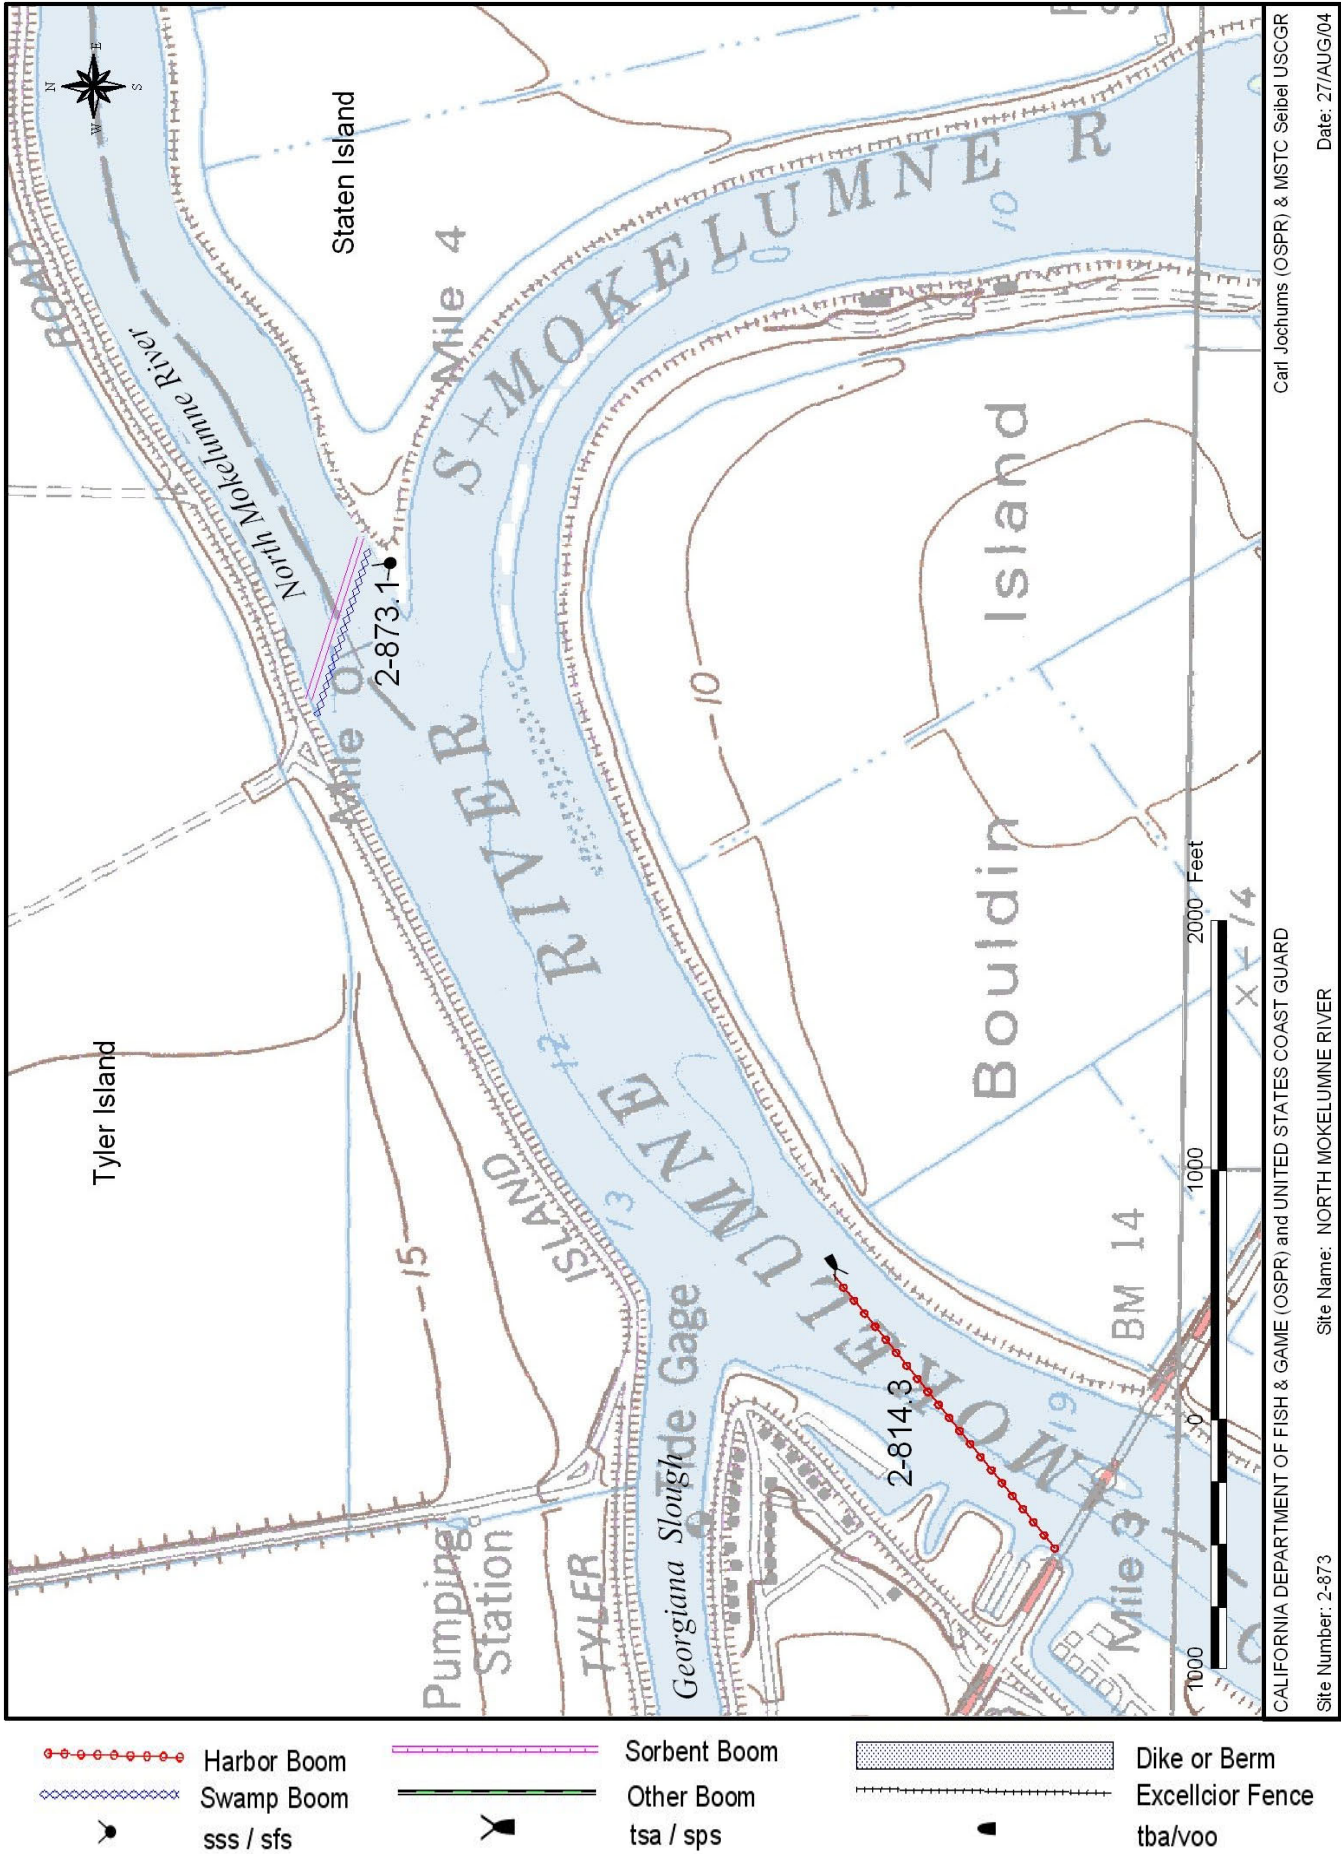 N
E
W
S
ROAD
North Mokelumne River
Staten Island
Mile 4
S
MOKELUMNE R
10
Mile 0
2-873.1
Tyler Island
MOKELUMNE RIVER
12
13
10
Bouldin
Island
15
ISLAND
TYLER
Tide Gage
Georgiana Slough
Pumping
Station
2-814.3
19
BM 14
Mile 3
X-14
1000
0
1000
2000 Feet
CALIFORNIA DEPARTMENT OF FISH & GAME (OSPR) and UNITED STATES COAST GUARD
Carl Jochums (OSPR) & MSTC Seibel USCGR
Site Number: 2-873
Site Name: NORTH MOKELUMNE RIVER
Date: 27/AUG/04
Harbor Boom
Sorbent Boom
Dike or Berm
Swamp Boom
Other Boom
Excellcior Fence
sss / sfs
tsa / sps
tba/voo